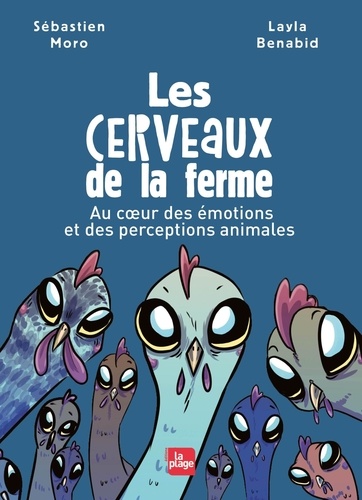 Sébastien
Moro
Layla
Benabid
Les
CERVEAUX
de la ferme
Au cœur des émotions
et des perceptions animales
la
plage